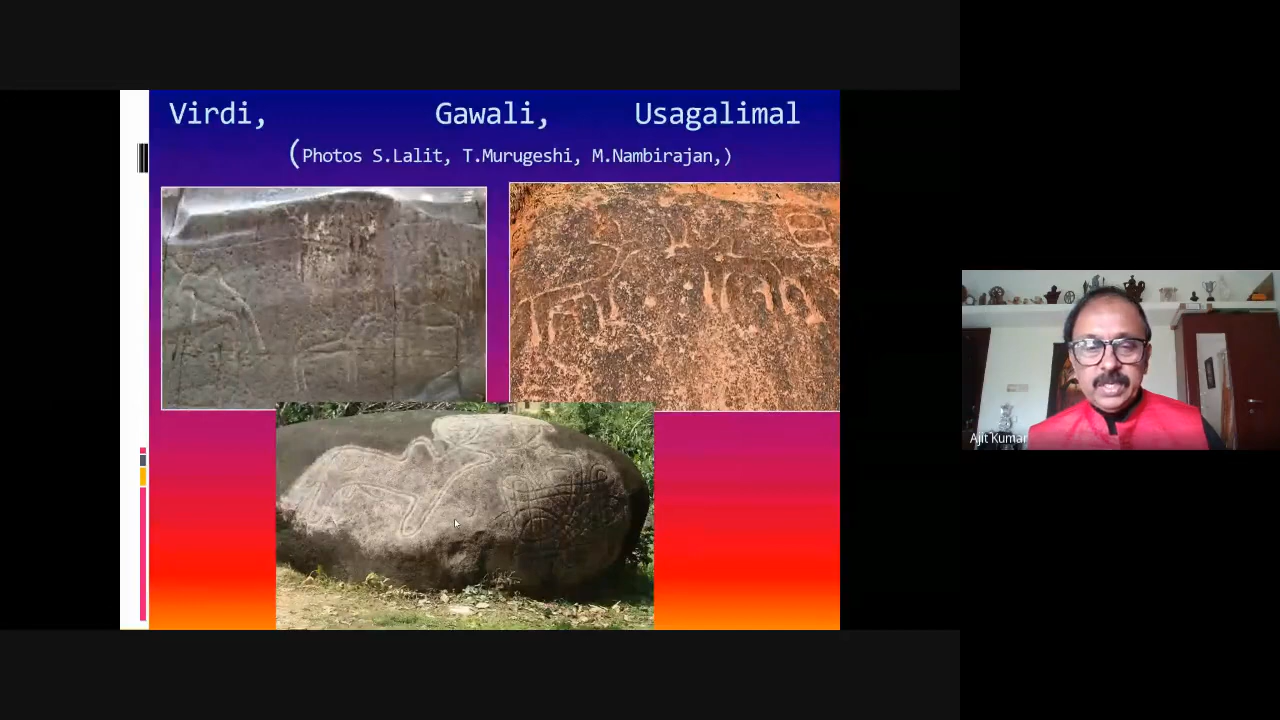 Virdi, Gawali, Usagalimal
(Photos S.Lalit, T.Murugeshi, M.Nambirajan,)
Ajit Kumar